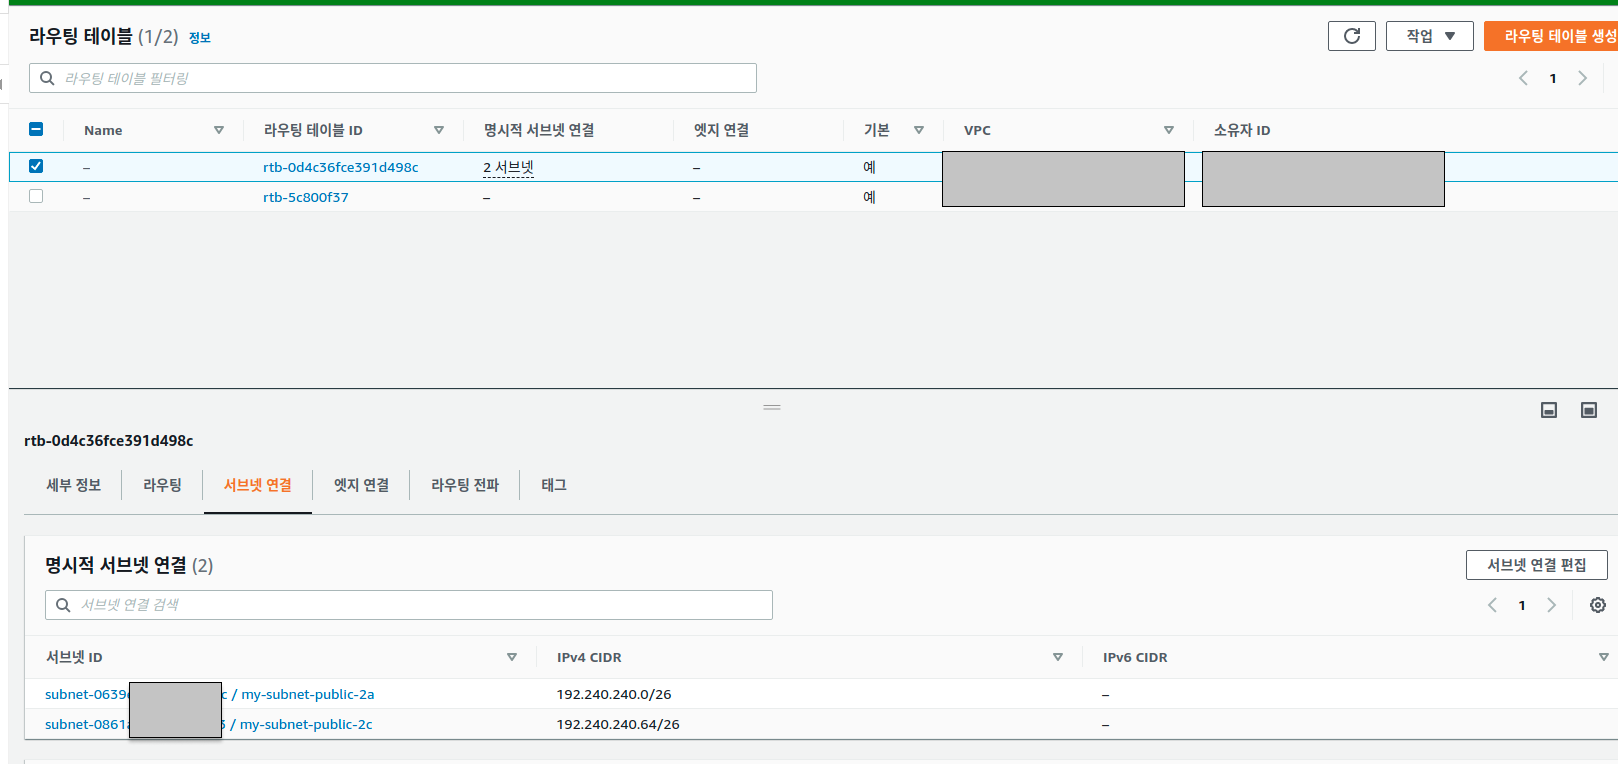 라우팅 테이블 (1/2) 정보
작업
라우팅 테이블 생성
라우팅 테이블 필터링
1
Name 라우팅 테이블 ID 명시적 서브넷 연결 엣지 연결 기본 VPC 소유자 ID
– rtb-0d4c36fce391d498c 2 서브넷 – 예
– rtb-5c800f37 – – 예
rtb-0d4c36fce391d498c
세부 정보 라우팅 서브넷 연결 엣지 연결 라우팅 전파 태그
명시적 서브넷 연결 (2)
서브넷 연결 편집
서브넷 연결 검색
1
서브넷 ID IPv4 CIDR IPv6 CIDR
subnet-0639 c / my-subnet-public-2a 192.240.240.0/26 –
subnet-0861 / my-subnet-public-2c 192.240.240.64/26 –